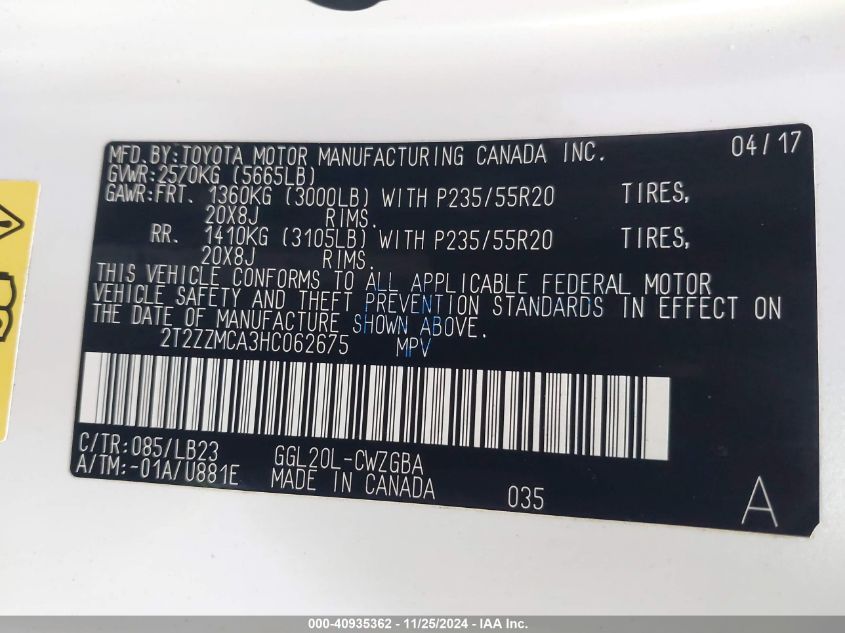 MFD. BY: TOYOTA MOTOR MANUFACTURING CANADA INC. 04/17
GVWR: 2570KG (5665LB)
GAWR: FRT. 1360KG (3000LB) WITH P235/55R20 TIRES,
20X8J RIMS.
RR. 1410KG (3105LB) WITH P235/55R20 TIRES,
20X8J RIMS.
THIS VEHICLE CONFORMS TO ALL APPLICABLE FEDERAL MOTOR
VEHICLE SAFETY AND THEFT PREVENTION STANDARDS IN EFFECT ON
THE DATE OF MANUFACTURE SHOWN ABOVE.
2T2ZZMCA3HC062675 MPV
C/TR: 085/LB23 GGL20L-CWZGBA
A/TM: -01A/U881E MADE IN CANADA 035 A
000-40935362 - 11/25/2024 - IAA Inc.